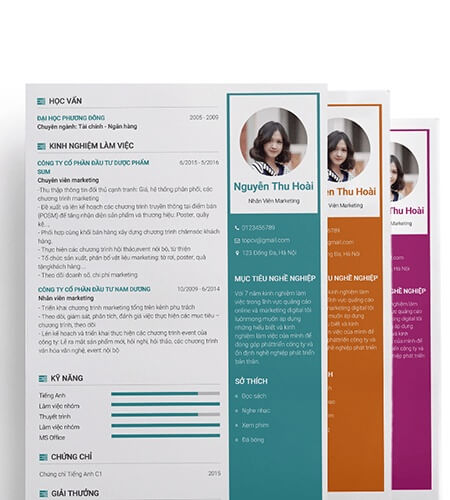 HỌC VẤN
ĐẠI HỌC PHƯƠNG ĐÔNG 2005 - 2009
Chuyên ngành: Tài chính - Ngân hàng
KINH NGHIỆM LÀM VIỆC
CÔNG TY CỔ PHẦN ĐẦU TƯ DƯỢC PHẨM 6/2015 - 5/2016
SUM
Chuyên viên marketing
-Thu thập thông tin đối thủ cạnh tranh: Giá, hệ thống phân phối, các
chương trình marketing
- Đề xuất và lên kế hoạch các chương trình truyền thông tại điểm bán
(POSM) để tăng nhận diện sản phẩm và thương hiệu. Poster, quầy
kệ...
- Phối hợp cùng khối bán hàng xây dựng chương trình chăm sóc khách
hàng.
- Thực hiện các chương trình hội thảo,event nội bộ, từ thiện
- Tổ chức sản xuất, phân bổ vật liệu marketing: tờ rơi, poster, quà
tặng khách hàng ...
- Theo dõi doanh số, chi phí marketing
CÔNG TY CỔ PHẦN ĐẦU TƯ NAM DƯƠNG 10/2009 - 6/2014
Nhân viên marketing
- Triển khai chương trình marketing tổng trên kênh phụ trách
- Theo dõi, giám sát, phân tích, đánh giá việc thực hiện các mục tiêu –
chương trình, theo dõi
- Lên kế hoạch và triển khai thực hiện các chương trình event của
công ty: Lễ ra mắt sản phẩm mới, hội nghị, hội thảo, các chương trình
văn hóa văn nghệ, event nội bộ
KỸ NĂNG
Tiếng Anh
Làm việc nhóm
Thuyết trình
Làm việc nhóm
MS Office
CHỨNG CHỈ
Chứng chỉ Tiếng Anh C1 2015
GIẢI THƯỞNG
Nguyễn Thu Hoài
Nhân Viên Marketing
0123456789
topcv@gmail.com
123 Đống Đa, Hà Nội
MỤC TIÊU NGHỀ NGHIỆP
Với 7 năm kinh nghiệm làm
việc trong lĩnh vực quảng cáo
online và marketing digital tôi
luôn mong muốn áp dụng
những hiểu biết và kinh
nghiệm làm việc của mình để
đóng góp phát triển công ty và
ổn định nghề nghiệp phát triển
bản thân.
SỞ THÍCH
Đọc sách
Nghe nhạc
Xem phim
Đá bóng
ễn Thu Hoài
Viên Marketing
Đống Đa, Hà Nội
NGHỀ NGHIỆP
Thu Hoài
Marketing
Đa, Hà Nội
NGHIỆP